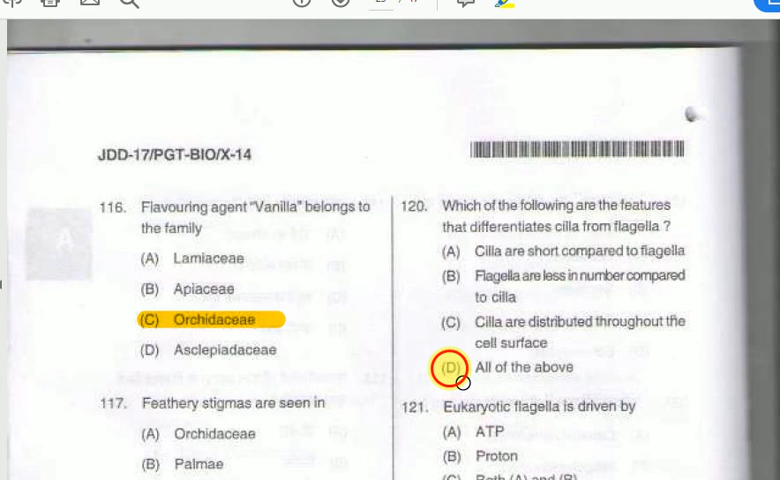 JDD-17/PGT-BIO/X-14
116. Flavouring agent "Vanilla" belongs to
the family
(A) Lamiaceae
(B) Apiaceae
(C) Orchidaceae
(D) Asclepiadaceae
117. Feathery stigmas are seen in
(A) Orchidaceae
(B) Palmae
120. Which of the following are the features
that differentiates cilla from flagella ?
(A) Cilla are short compared to flagella
(B) Flagella are less in number compared
to cilla
(C) Cilla are distributed throughout the
cell surface
(D) All of the above
121. Eukaryotic flagella is driven by
(A) ATP
(B) Proton
(C) Both (A) and (B)